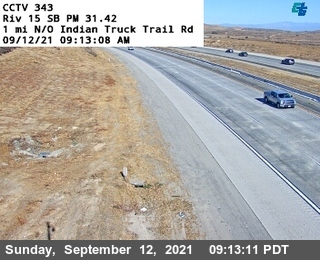 CCTV 343
Riv 15 SB PM 31.42
1 mi N/O Indian Truck Trail Rd
09/12/21 09:13:08 AM
Sunday, September 12, 2021 09:13:11 PDT